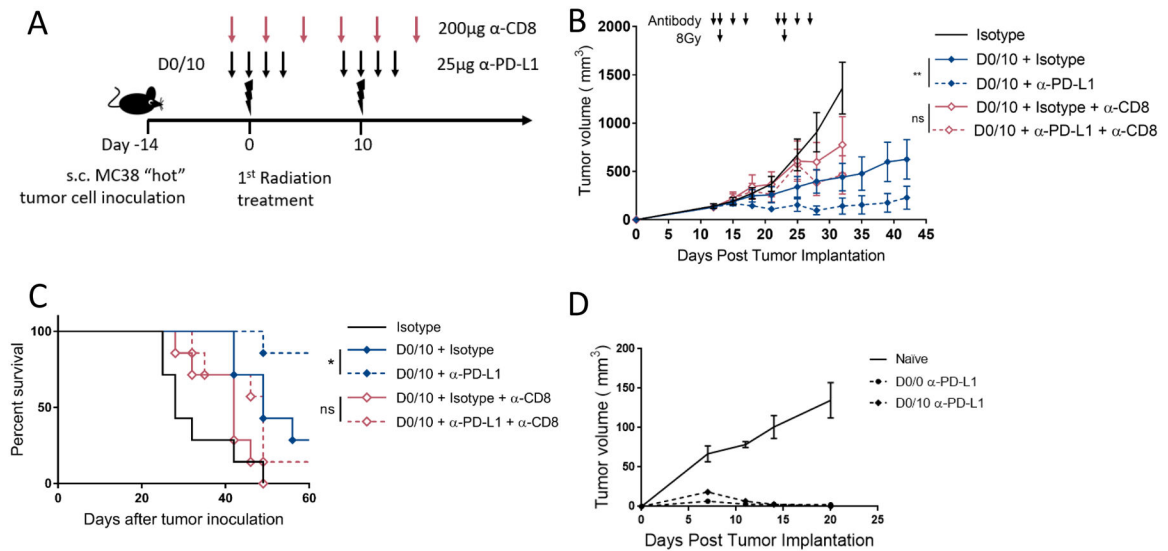 A
200µg α-CD8
D0/10
25µg α-PD-L1
Day -14
0
10
s.c. MC38 “hot”
tumor cell inoculation
1st Radiation
treatment
B
Antibody
8Gy
Tumor volume ( mm3)
2000
1500
1000
500
0
0 5 10 15 20 25 30 35 40 45
Days Post Tumor Implantation
Isotype
D0/10 + Isotype
**
D0/10 + α-PD-L1
D0/10 + Isotype + α-CD8
ns
D0/10 + α-PD-L1 + α-CD8
C
Percent survival
100
50
0
0 20 40 60
Days after tumor inoculation
Isotype
D0/10 + Isotype
*
D0/10 + α-PD-L1
D0/10 + Isotype + α-CD8
ns
D0/10 + α-PD-L1 + α-CD8
D
Tumor volume ( mm3)
200
150
100
50
0
0 5 10 15 20 25
Days Post Tumor Implantation
Naïve
D0/0 α-PD-L1
D0/10 α-PD-L1